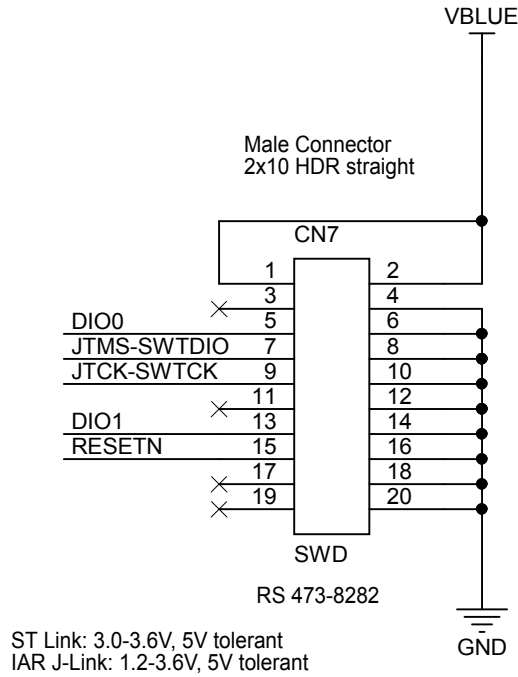 VBLUE
Male Connector
2x10 HDR straight
CN7
1 2
3 4
DIO0 5 6
JTMS-SWTDIO 7 8
JTCK-SWTCK 9 10
11 12
DIO1 13 14
RESETN 15 16
17 18
19 20
SWD
RS 473-8282
GND
ST Link: 3.0-3.6V, 5V tolerant
IAR J-Link: 1.2-3.6V, 5V tolerant